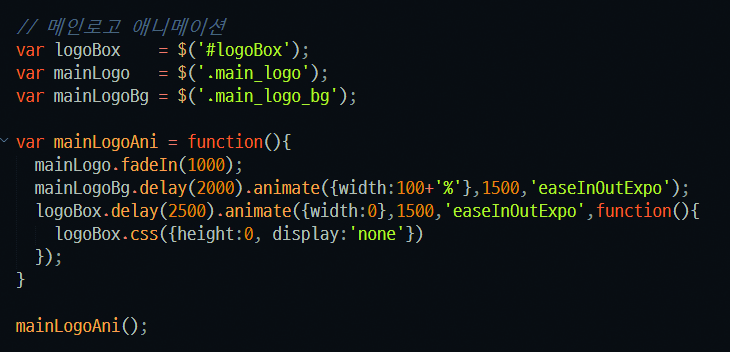 // 메인로고 애니메이션
var logoBox   = $('#logoBox');
var mainLogo  = $('.main_logo');
var mainLogoBg = $('.main_logo_bg');
var mainLogoAni = function(){
  mainLogo.fadeIn(1000);
  mainLogoBg.delay(2000).animate({width:100+'%'},1500,'easeInOutExpo');
  logoBox.delay(2500).animate({width:0},1500,'easeInOutExpo',function(){
    logoBox.css({height:0, display:'none'})
  });
}
mainLogoAni();